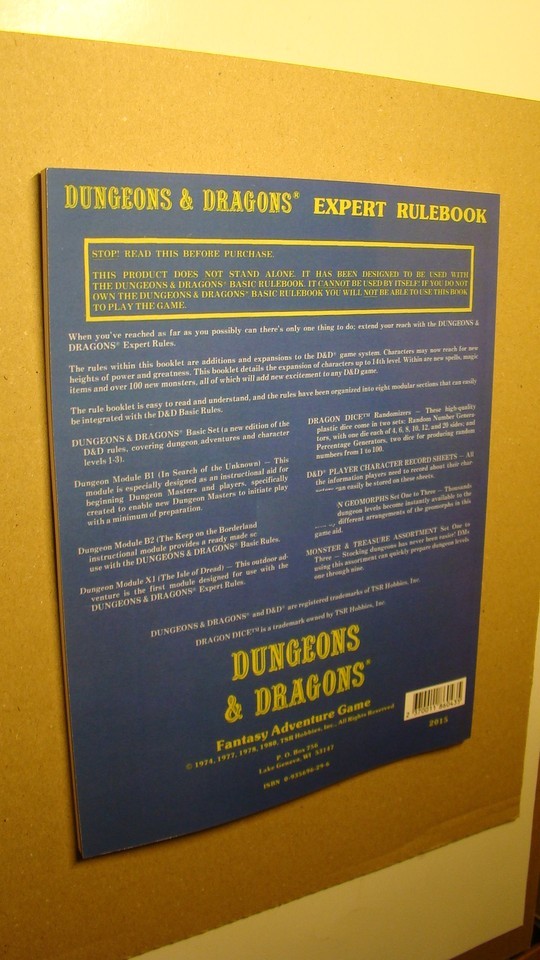 DUNGEONS & DRAGONS® EXPERT RULEBOOK
STOP! READ THIS BEFORE PURCHASE.
THIS PRODUCT DOES NOT STAND ALONE. IT HAS BEEN DESIGNED TO BE USED WITH
THE DUNGEONS & DRAGONS® BASIC RULEBOOK. IT CANNOT BE USED BY ITSELF! IF YOU DO NOT
OWN THE DUNGEONS & DRAGONS® BASIC RULEBOOK YOU WILL NOT BE ABLE TO USE THIS BOOK
TO PLAY THE GAME.
When you've reached as far as you possibly can there's only one thing to do; extend your reach with the DUNGEONS &
DRAGONS® Expert Rules.
The rules within this booklet are additions and expansions to the D&D® game system. Characters may now reach for new
heights of power and greatness. This booklet details the expansion of characters up to 14th level. Within are new spells, magic
items and over 100 new monsters, all of which will add new excitement to any D&D game.
The rule booklet is easy to read and understand, and the rules have been organized into eight modular sections that can easily
be integrated with the D&D Basic Rules.
DUNGEONS & DRAGONS® Basic Set (a new edition of the
D&D rules, covering dungeon adventures and character
levels 1-3).
Dungeon Module B1 (In Search of the Unknown) — This
module is especially designed as an instructional aid for
beginning Dungeon Masters and players, specifically
created to enable new Dungeon Masters to initiate play
with a minimum of preparation.
Dungeon Module B2 (The Keep on the Borderland
instructional module provides a ready made sc
use with the DUNGEONS & DRAGONS® Basic Rules.
Dungeon Module X1 (The Isle of Dread) — This outdoor ad-
venture is the first module designed for use with the
DUNGEONS & DRAGONS® Expert Rules.
DRAGON DICE™ Randomizers — These high-quality
plastic dice come in two sets: Random Number Genera-
tors, with one dice each of 4, 6, 8, 10, 12, and 20 sides; and
Percentage Generators, two dice for producing random
numbers from 1 to 100.
D&D® PLAYER CHARACTER RECORD SHEETS — All
the information players need to record about their char-
can easily be stored on these sheets.
N GEOMORPHS Set One to Three — Thousands
dungeon levels become instantly available to the
different arrangements of the geomorphs in this
game aid.
MONSTER & TREASURE ASSORTMENT Set One to
Three — Stocking dungeons has never been easier! DMs
using this assortment can quickly prepare dungeon levels
one through nine.
DUNGEONS & DRAGONS® and D&D® are registered trademarks of TSR Hobbies, Inc.
DRAGON DICE™ is a trademark owned by TSR Hobbies, Inc.
DUNGEONS
& DRAGONS®
Fantasy Adventure Game
© 1974, 1977, 1978, 1980, TSR Hobbies, Inc., All Rights Reserved
P. O. Box 756
Lake Geneva, WI 53147
ISBN 0-935696-29-6
2015